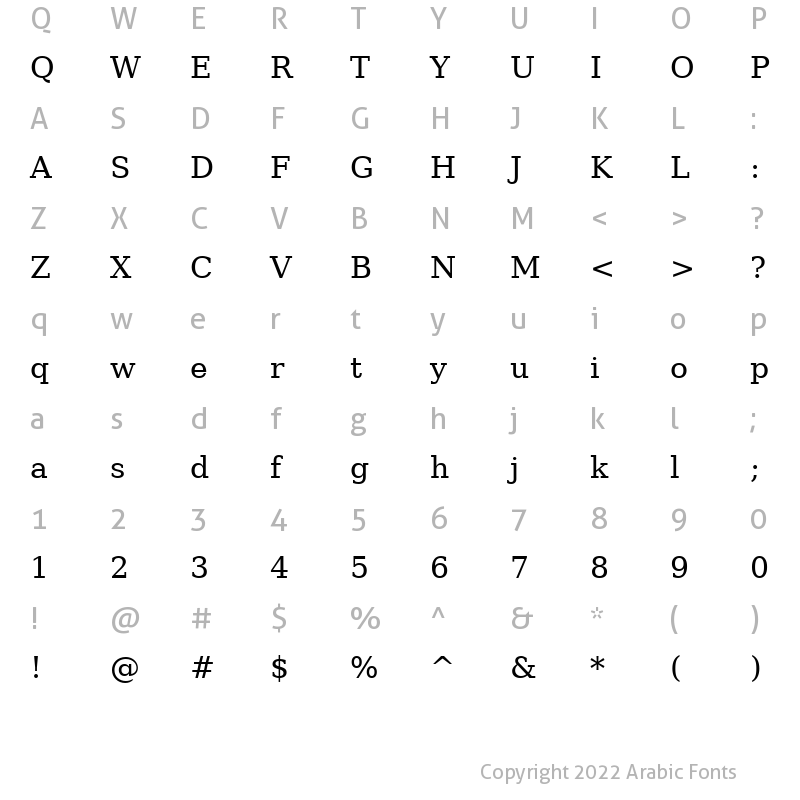 Q W E R T Y U I O P
Q W E R T Y U I O P
A S D F G H J K L :
A S D F G H J K L :
Z X C V B N M < > ?
Z X C V B N M < > ?
q w e r t y u i o p
q w e r t y u i o p
a s d f g h j k l ;
a s d f g h j k l ;
1 2 3 4 5 6 7 8 9 0
1 2 3 4 5 6 7 8 9 0
! @ # $ % ^ & * ( )
! @ # $ % ^ & * ( )
Copyright 2022 Arabic Fonts